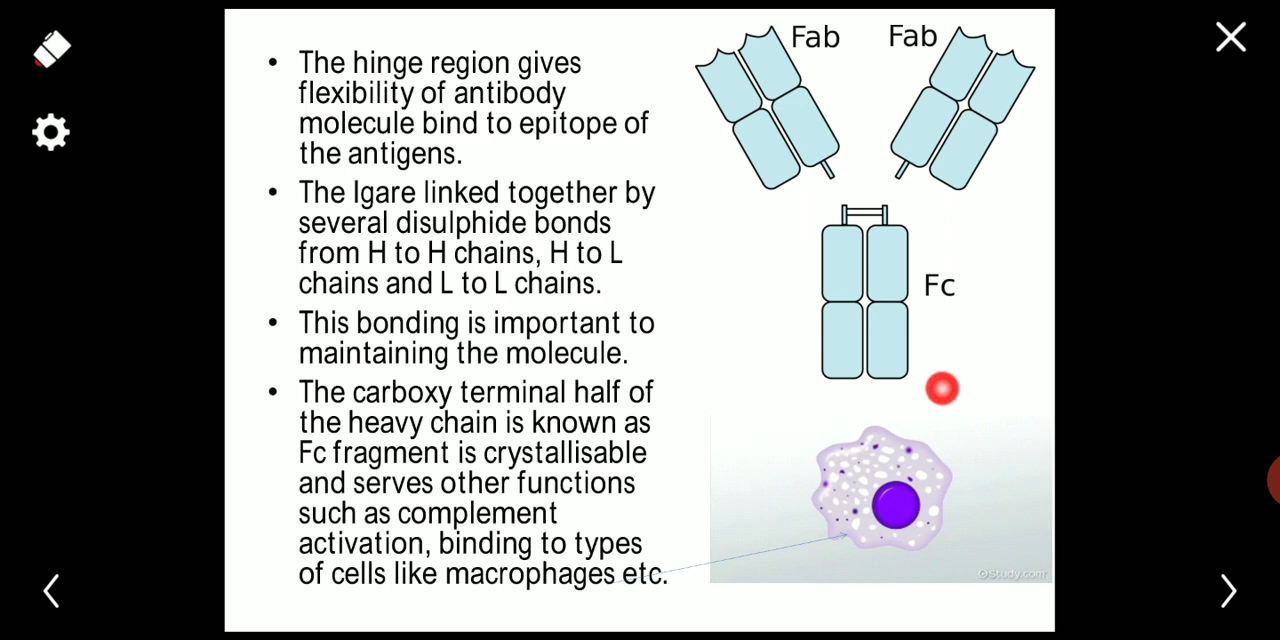 • The hinge region gives
flexibility of antibody
molecule bind to epitope of
the antigens.
• The Igare linked together by
several disulphide bonds
from H to H chains, H to L
chains and L to L chains.
• This bonding is important to
maintaining the molecule.
• The carboxy terminal half of
the heavy chain is known as
Fc fragment is crystallisable
and serves other functions
such as complement
activation, binding to types
of cells like macrophages etc.
Fab
Fab
Fc
©Study.com